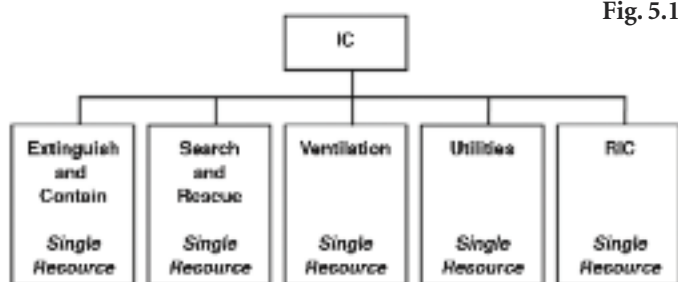 Fig. 5.1
IC
Extinguish
and
Contain
Single
Resource
Search
and
Rescue
Single
Resource
Ventilation
Single
Resource
Utilities
Single
Resource
RIC
Single
Resource